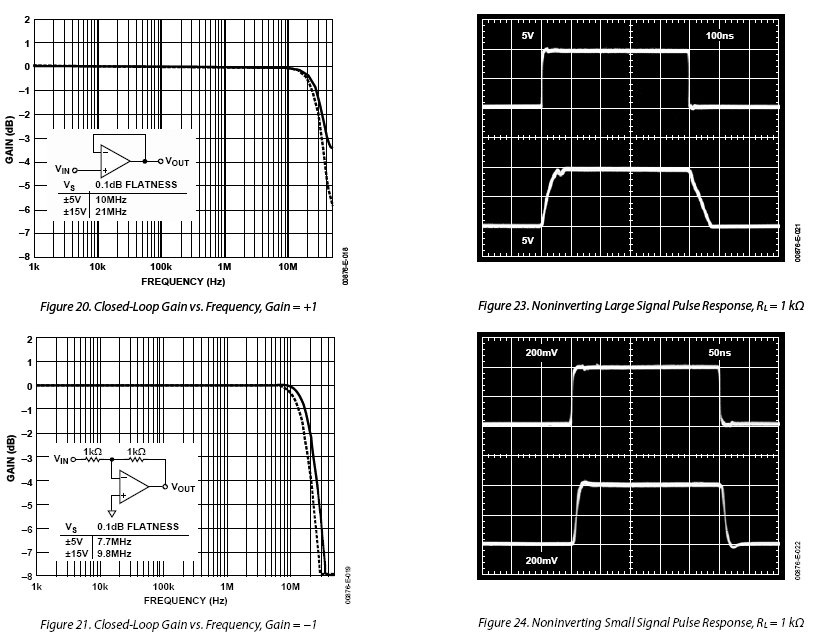 2
1
0
–1
–2
–3
–4
–5
–6
–7
–8
GAIN (dB)
VIN
VOUT
VS 0.1dB FLATNESS
±5V 10MHz
±15V 21MHz
1k 10k 100k 1M 10M
FREQUENCY (Hz)
00876-E-018
Figure 20. Closed-Loop Gain vs. Frequency, Gain = +1
5V 100ns
5V
00876-E-021
Figure 23. Noninverting Large Signal Pulse Response, RL = 1 kΩ
2
1
0
–1
–2
–3
–4
–5
–6
–7
–8
GAIN (dB)
VIN 1kΩ 1kΩ
VOUT
VS 0.1dB FLATNESS
±5V 7.7MHz
±15V 9.8MHz
1k 10k 100k 1M 10M
FREQUENCY (Hz)
00876-E-019
Figure 21. Closed-Loop Gain vs. Frequency, Gain = –1
200mV 50ns
200mV
00876-E-022
Figure 24. Noninverting Small Signal Pulse Response, RL = 1 kΩ